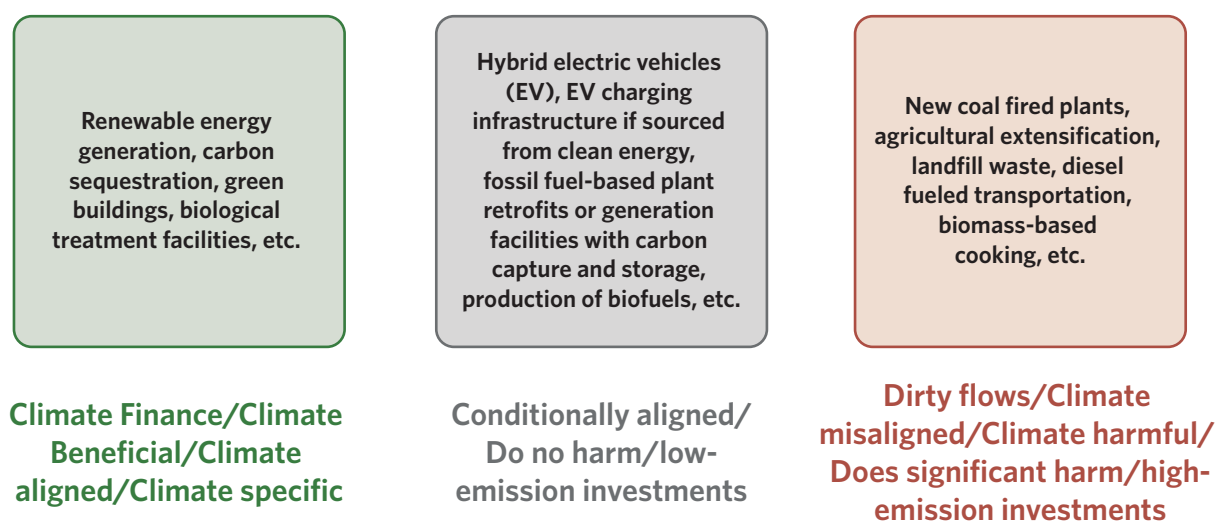 Renewable energy
generation, carbon
sequestration, green
buildings, biological
treatment facilities, etc.
Climate Finance/Climate
Beneficial/Climate
aligned/Climate specific
Hybrid electric vehicles
(EV), EV charging
infrastructure if sourced
from clean energy,
fossil fuel-based plant
retrofits or generation
facilities with carbon
capture and storage,
production of biofuels, etc.
Conditionally aligned/
Do no harm/low-
emission investments
New coal fired plants,
agricultural extensification,
landfill waste, diesel
fueled transportation,
biomass-based
cooking, etc.
Dirty flows/Climate
misaligned/Climate harmful/
Does significant harm/high-
emission investments